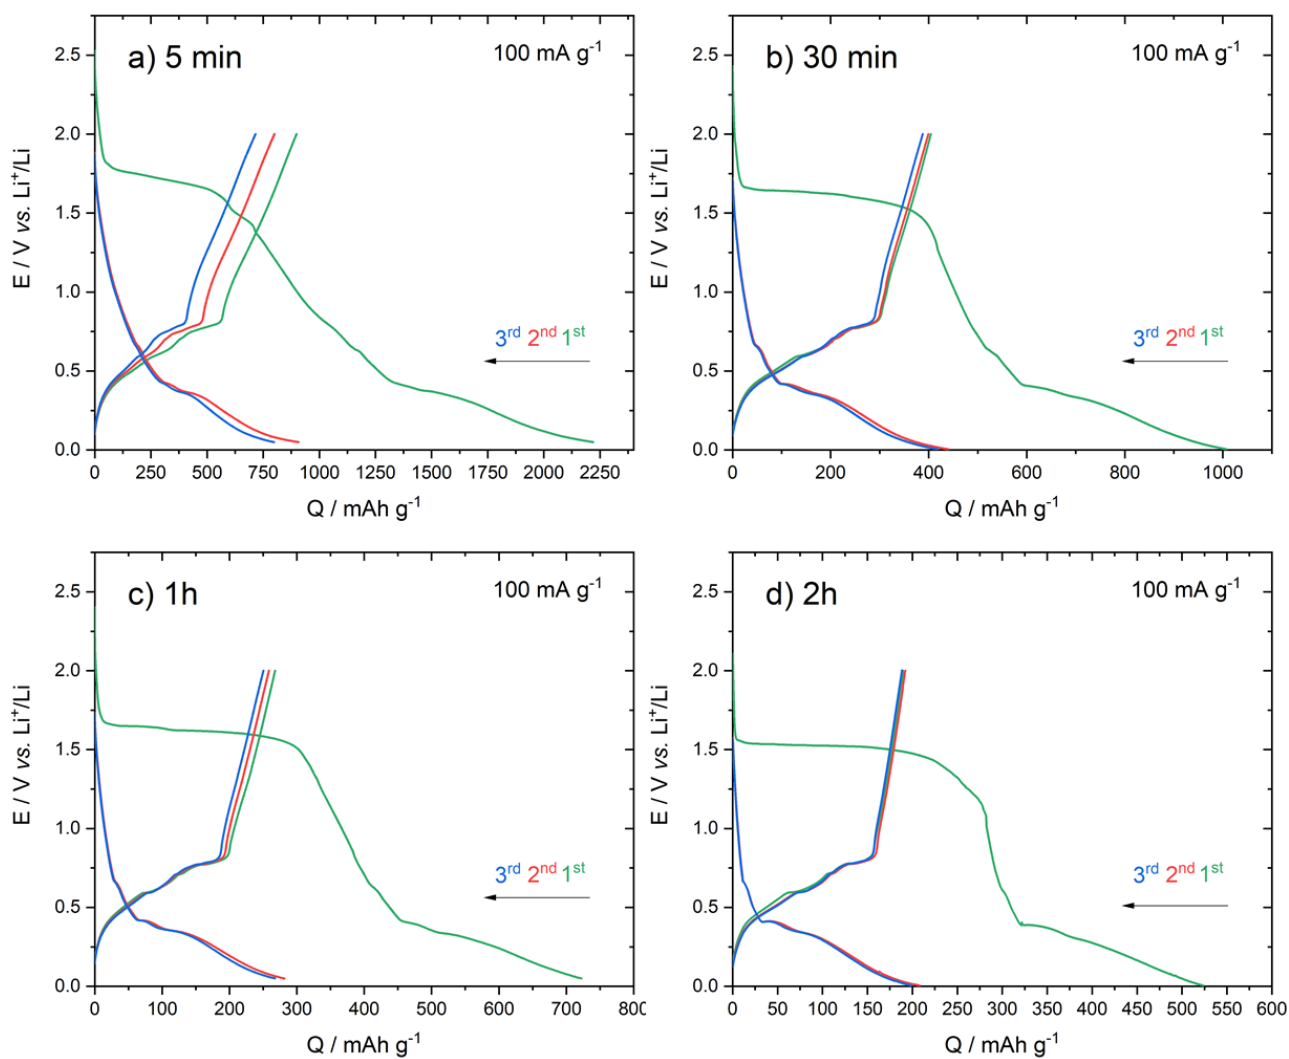 a) 5 min
100 mA g⁻¹
2.5
2.0
1.5
1.0
0.5
0.0
E / V vs. Li⁺/Li
3ʳᵈ 2ⁿᵈ 1ˢᵗ
0 250 500 750 1000 1250 1500 1750 2000 2250
Q / mAh g⁻¹
b) 30 min
100 mA g⁻¹
2.5
2.0
1.5
1.0
0.5
0.0
E / V vs. Li⁺/Li
3ʳᵈ 2ⁿᵈ 1ˢᵗ
0 200 400 600 800 1000
Q / mAh g⁻¹
c) 1h
100 mA g⁻¹
2.5
2.0
1.5
1.0
0.5
0.0
E / V vs. Li⁺/Li
3ʳᵈ 2ⁿᵈ 1ˢᵗ
0 100 200 300 400 500 600 700 800
Q / mAh g⁻¹
d) 2h
100 mA g⁻¹
2.5
2.0
1.5
1.0
0.5
0.0
E / V vs. Li⁺/Li
3ʳᵈ 2ⁿᵈ 1ˢᵗ
0 50 100 150 200 250 300 350 400 450 500 550 600
Q / mAh g⁻¹